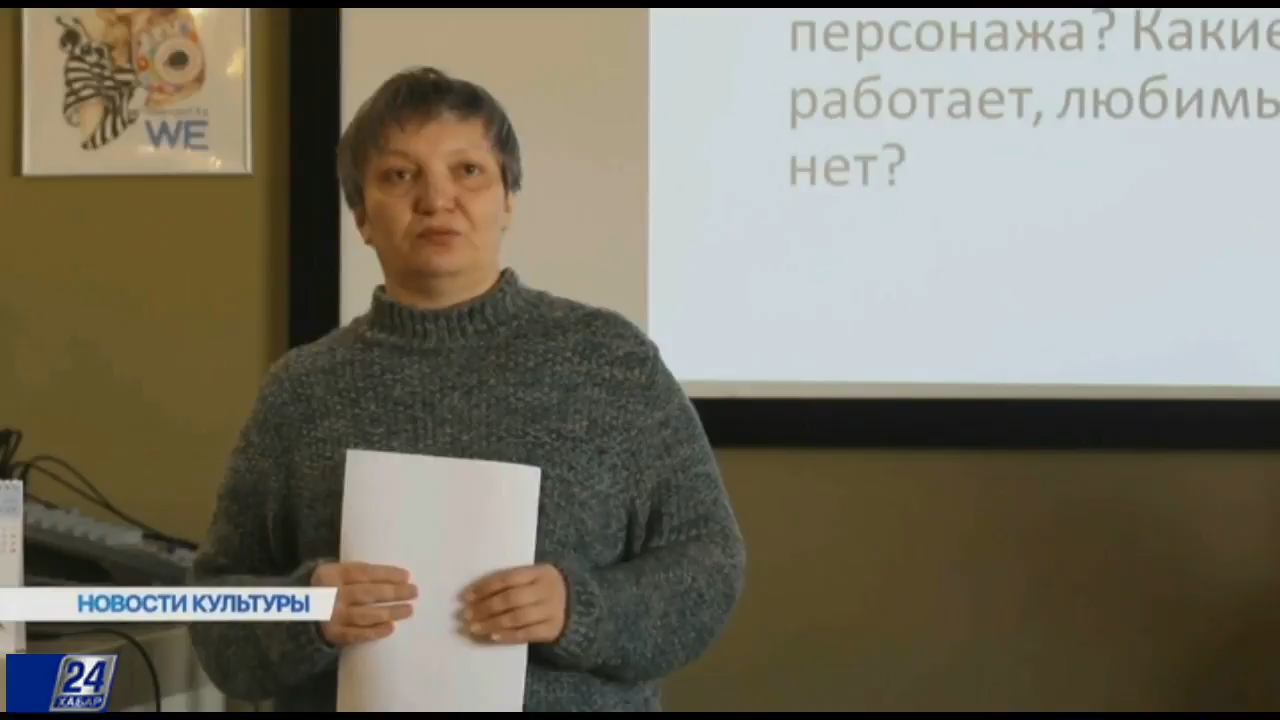 персонажа? Какие
работает, любимы
нет?
WE
НОВОСТИ КУЛЬТУРЫ
24
ХАБАР